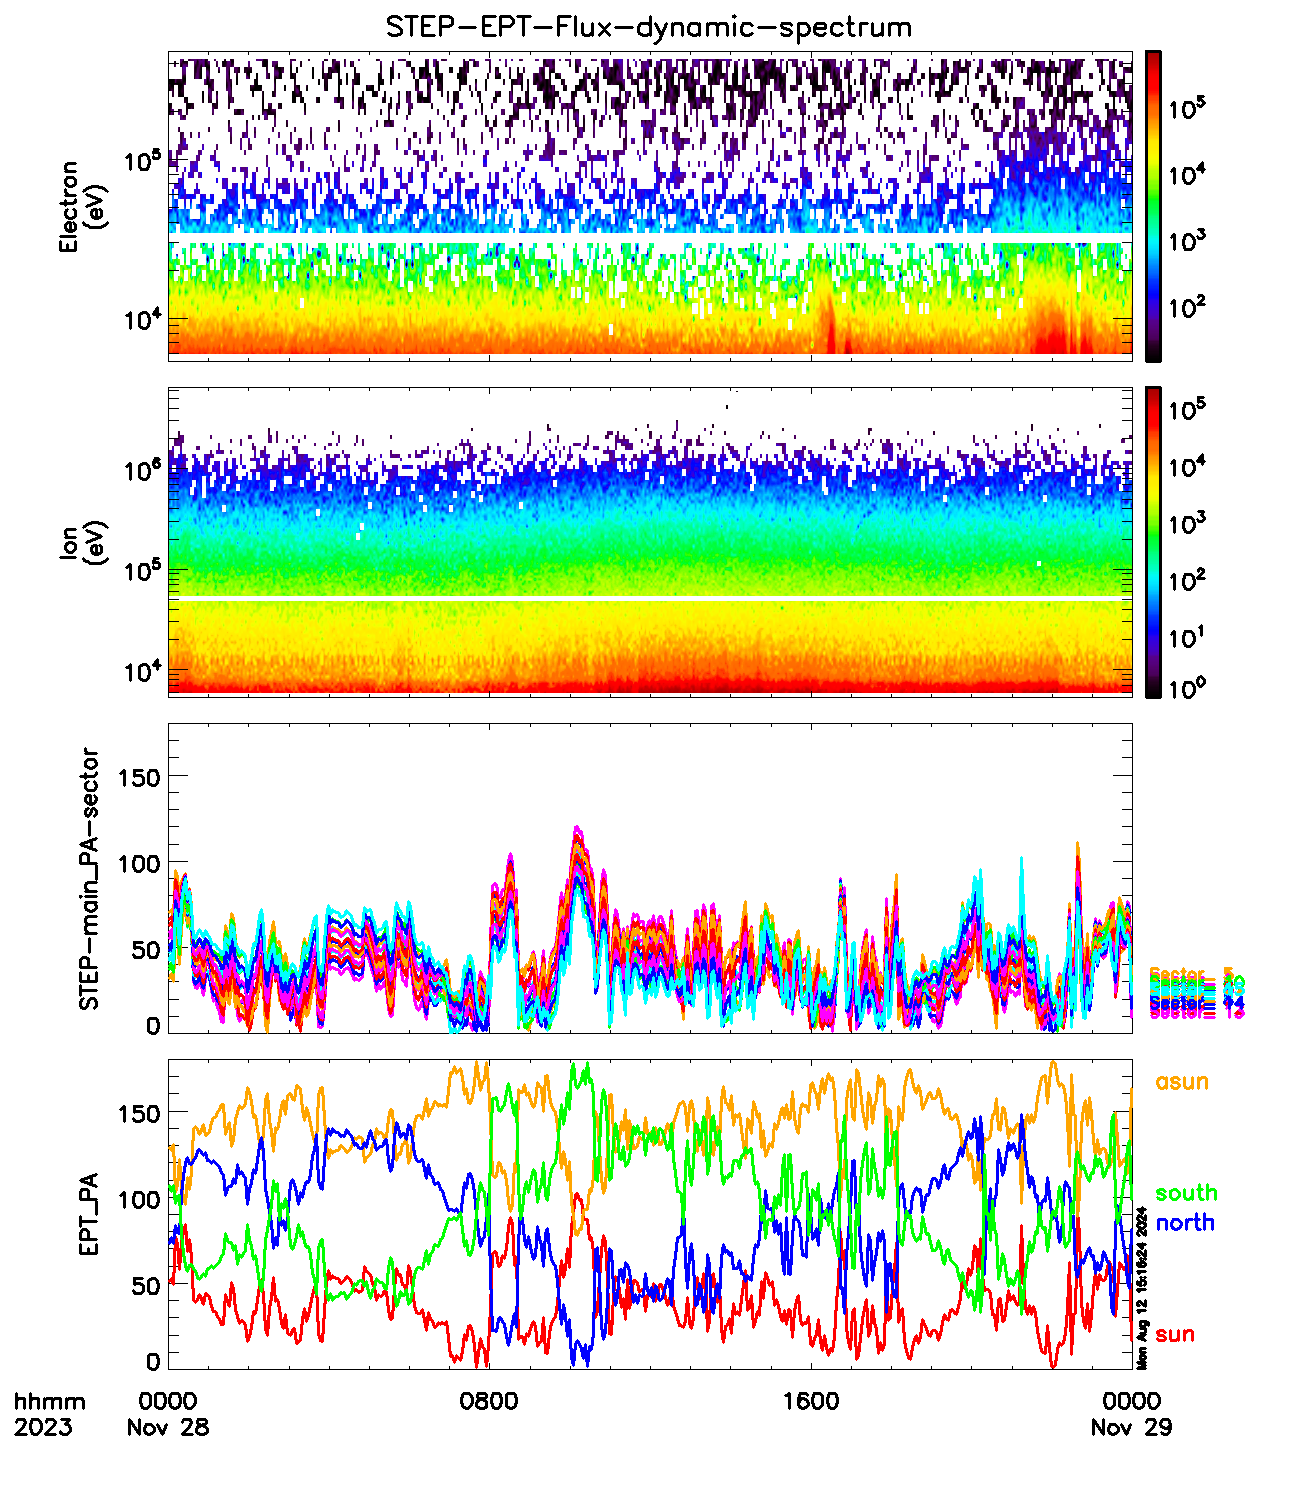 STEP-EPT-Flux-dynamic-spectrum
Electron
(eV)
10^5
10^4
10^5
10^4
10^3
10^2
Ion
(eV)
10^6
10^5
10^4
10^5
10^4
10^3
10^2
10^1
10^0
STEP-main_PA-sector
150
100
50
0
EPT_PA
150
100
50
0
asun
south
north
sun
Mon Aug 12 15:16:24 2024
hhmm 0000 0800 1600 0000
2023 Nov 28 Nov 29